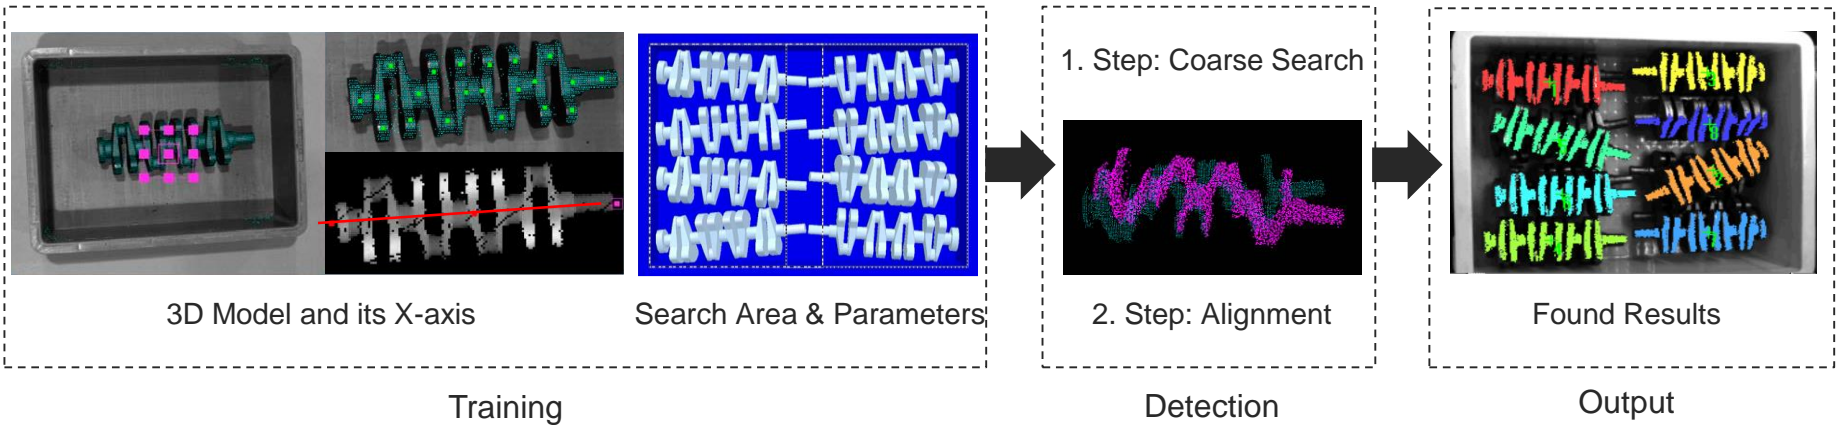 1. Step: Coarse Search
3D Model and its X-axis
Search Area & Parameters
2. Step: Alignment
Found Results
Training
Detection
Output